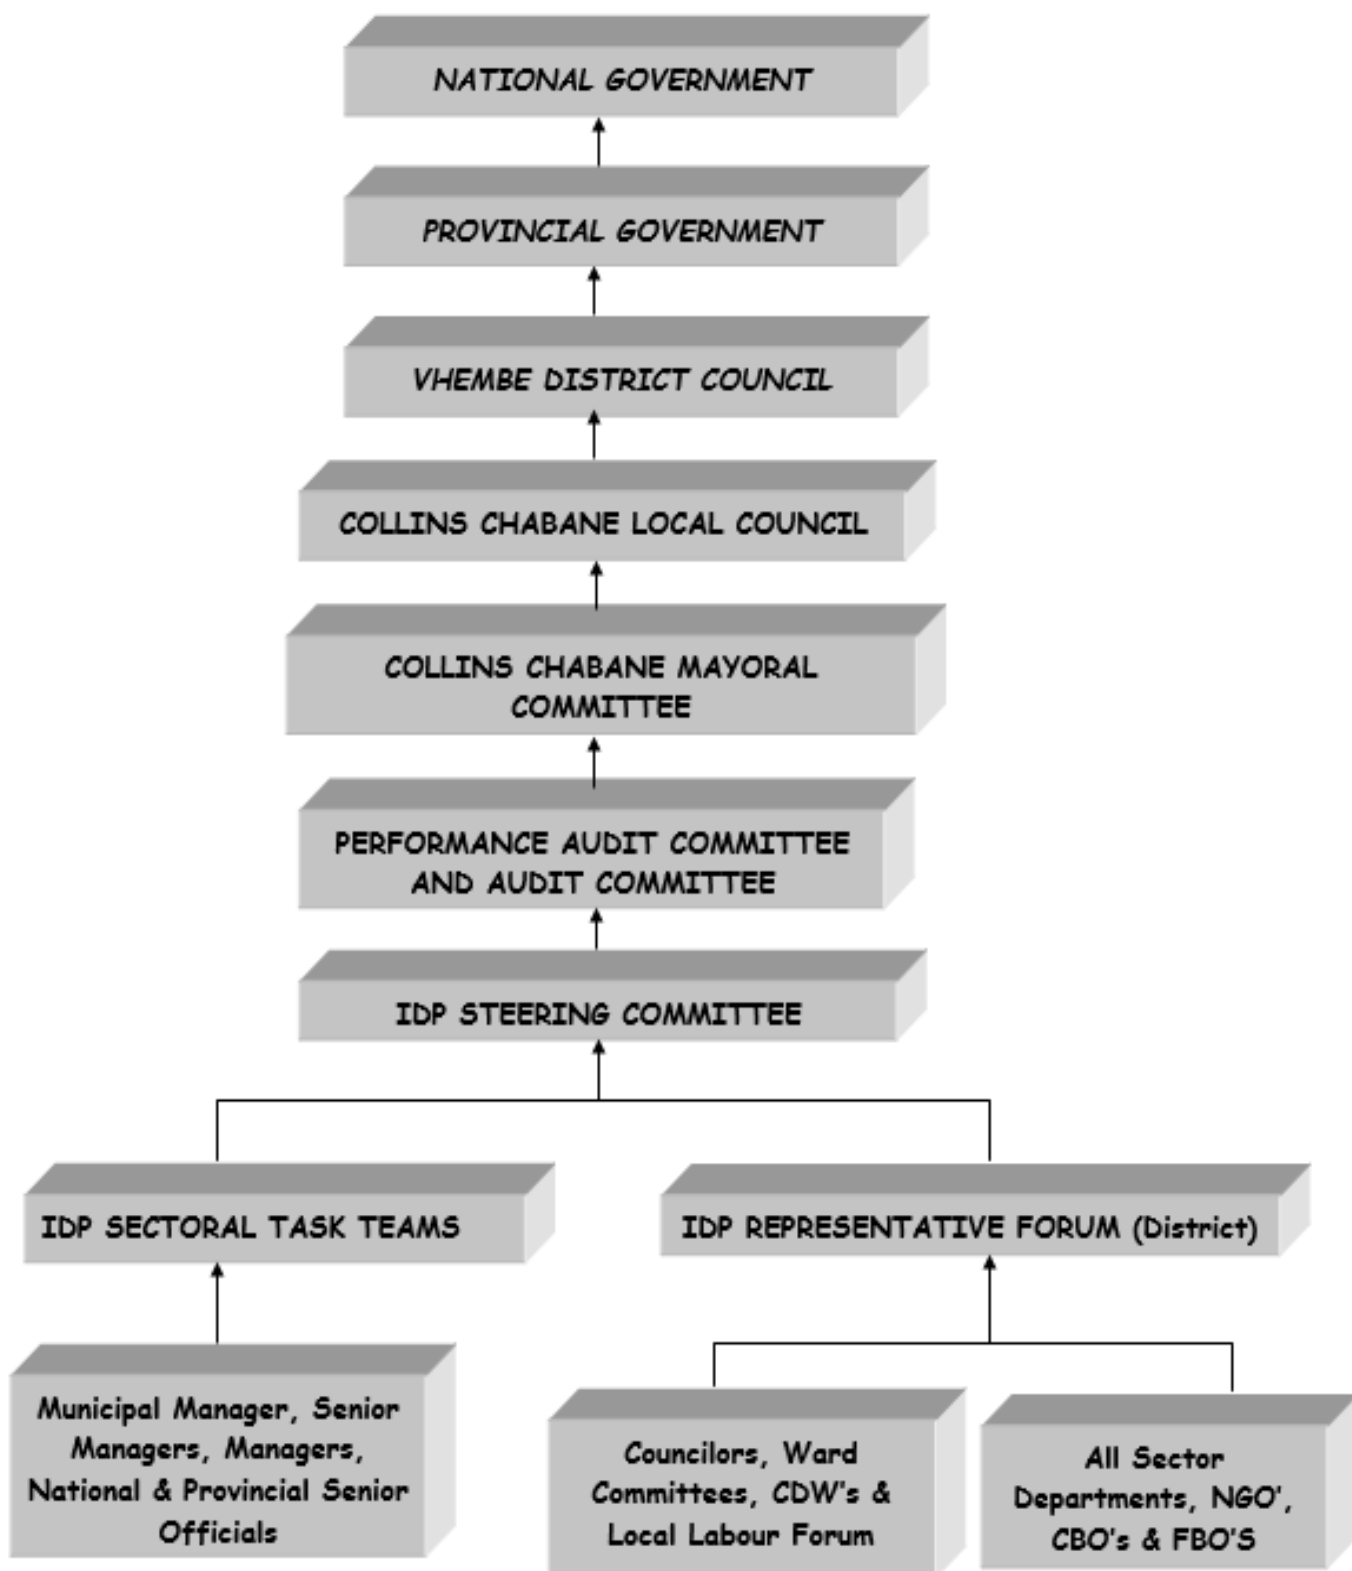 NATIONAL GOVERNMENT
PROVINCIAL GOVERNMENT
VHEMBE DISTRICT COUNCIL
COLLINS CHABANE LOCAL COUNCIL
COLLINS CHABANE MAYORAL
COMMITTEE
PERFORMANCE AUDIT COMMITTEE
AND AUDIT COMMITTEE
IDP STEERING COMMITTEE
IDP SECTORAL TASK TEAMS
IDP REPRESENTATIVE FORUM (District)
Municipal Manager, Senior
Managers, Managers,
National & Provincial Senior
Officials
Councilors, Ward
Committees, CDW's &
Local Labour Forum
All Sector
Departments, NGO',
CBO's & FBO'S